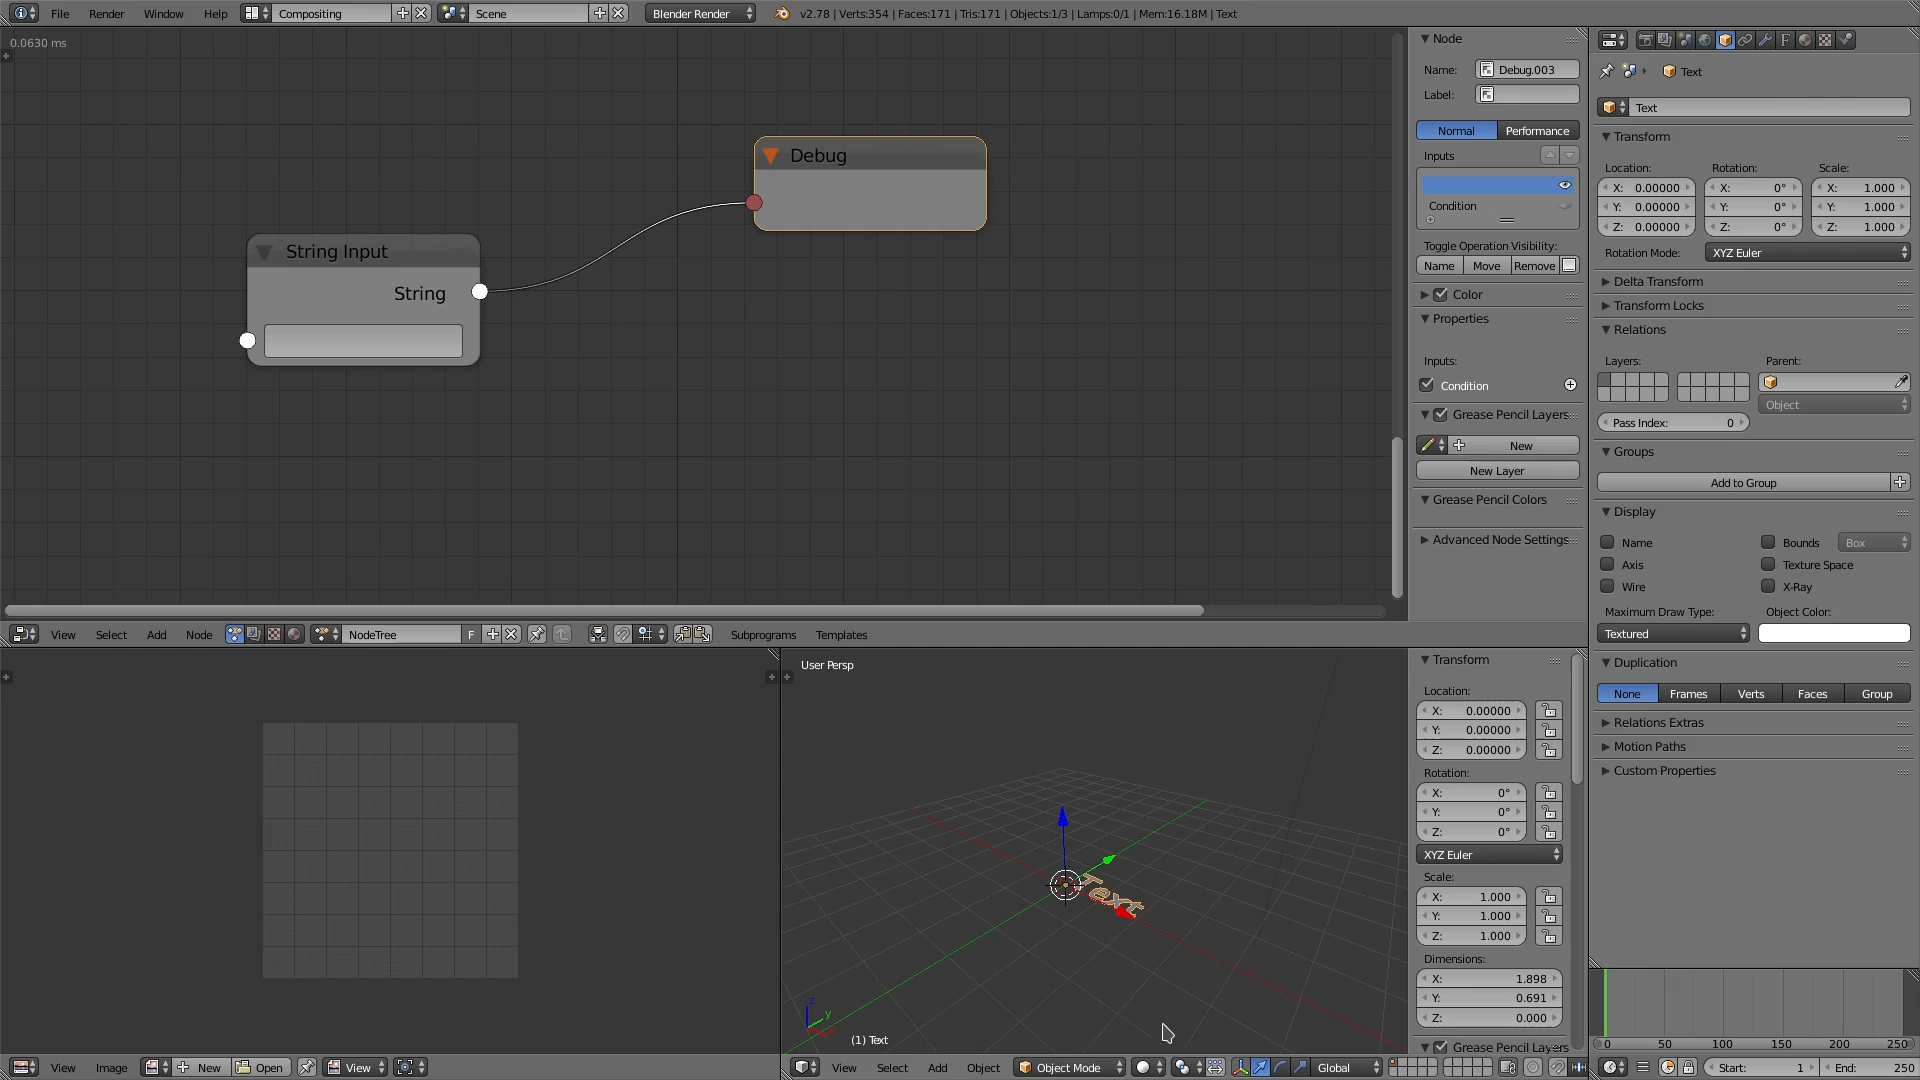 File Render Window Help Compositing Scene Blender Render v2.78 | Verts:354 | Faces:171 | Tris:171 | Objects:1/3 | Lamps:0/1 | Mem:16.18M | Text
0.0630 ms
Debug
String Input
String
Node
Name: Debug.003
Label:
Normal Performance
Inputs
Condition
Toggle Operation Visibility:
Name Move Remove
Color
Properties
Inputs:
Condition
Grease Pencil Layers
New
New Layer
Grease Pencil Colors
Advanced Node Settings
Text
Text
Transform
Location: Rotation: Scale:
X: 0.00000 X: 0° X: 1.000
Y: 0.00000 Y: 0° Y: 1.000
Z: 0.00000 Z: 0° Z: 1.000
Rotation Mode: XYZ Euler
Delta Transform
Transform Locks
Relations
Layers: Parent:
Object
Pass Index: 0
Groups
Add to Group
Display
Name Bounds Box
Axis Texture Space
Wire X-Ray
Maximum Draw Type: Object Color:
Textured
Duplication
None Frames Verts Faces Group
Relations Extras
Motion Paths
Custom Properties
View Select Add Node NodeTree F Subprograms Templates
User Persp
Text
z
y
(1) Text
Transform
Location:
X: 0.00000
Y: 0.00000
Z: 0.00000
Rotation:
X: 0°
Y: 0°
Z: 0°
XYZ Euler
Scale:
X: 1.000
Y: 1.000
Z: 1.000
Dimensions:
X: 1.898
Y: 0.691
Z: 0.000
Grease Pencil Layers
0 50 100 150 200 250
View Image New Open View
View Select Add Object Object Mode Global
Start: 1 End: 250